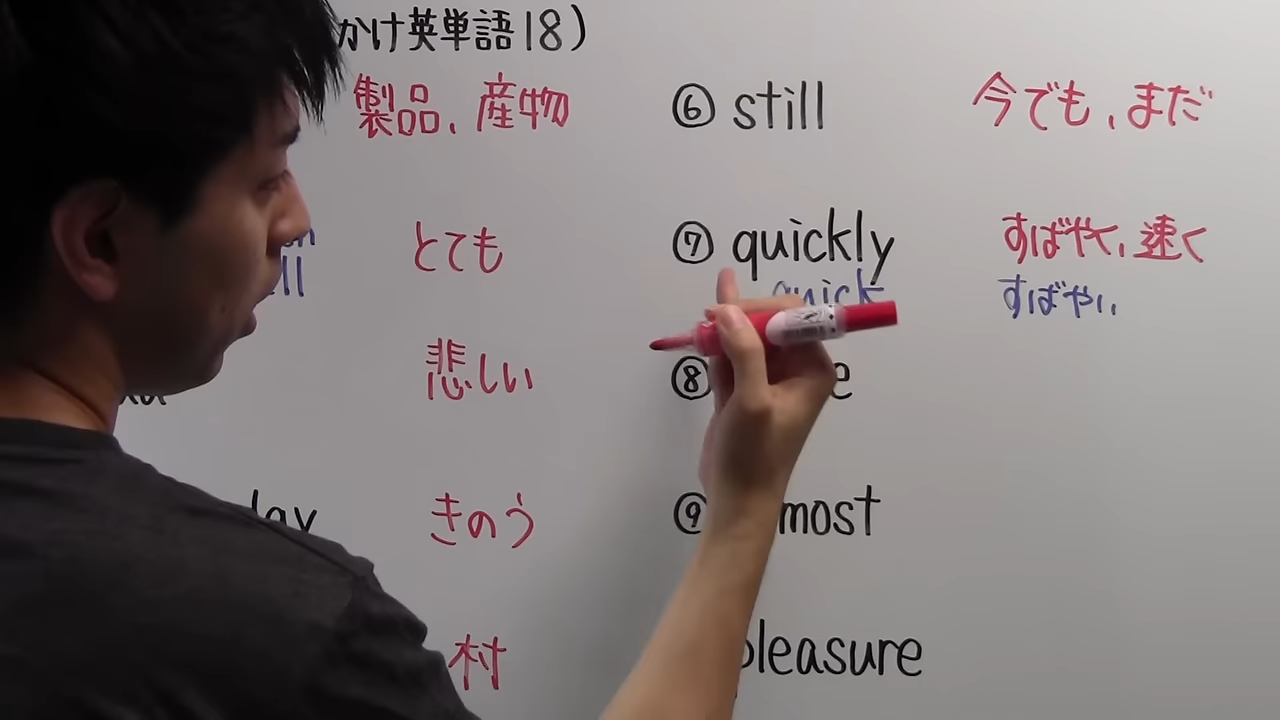 かけ英単語18)
製品、産物
とても
悲しい
きのう
村
⑥ still 今でも、まだ
⑦ quickly すばやく、速く
quick すばやい
⑧
⑨ most
pleasure